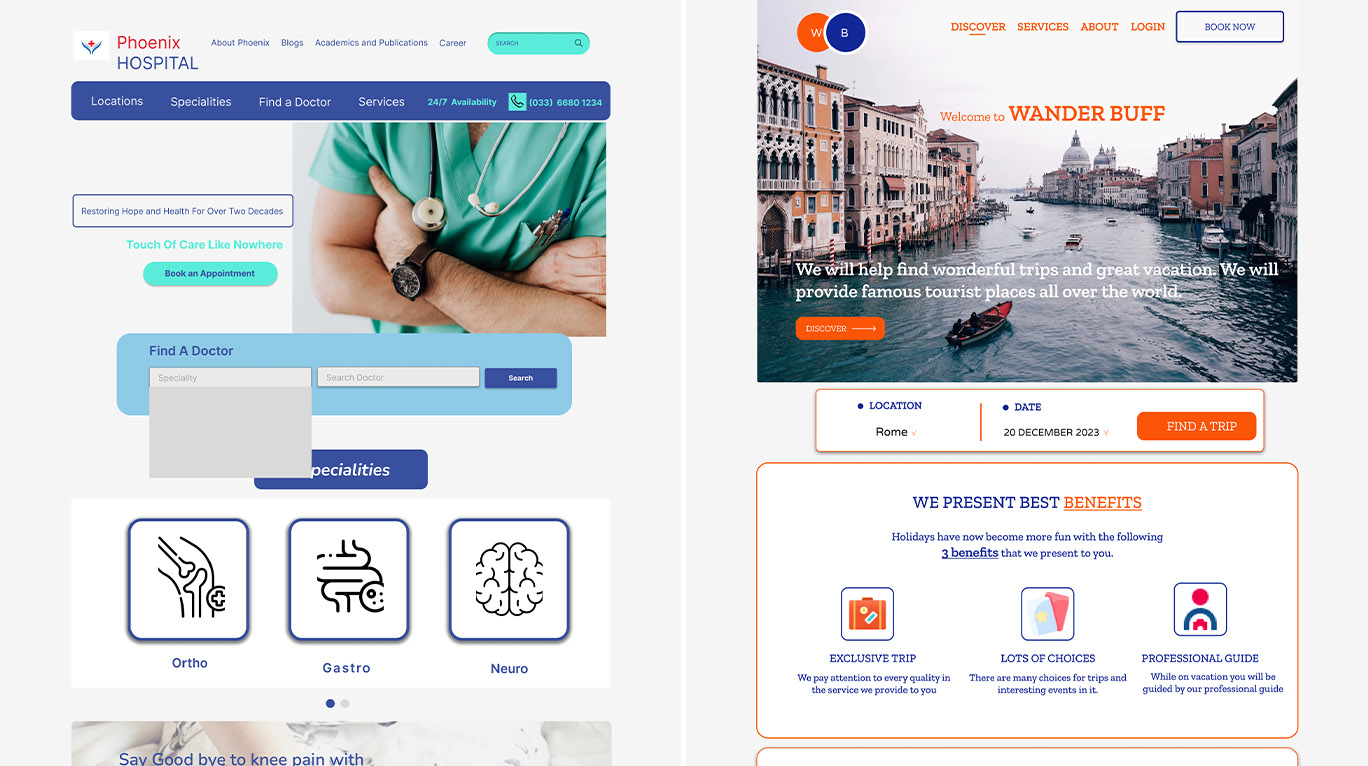 Phoenix
HOSPITAL
About Phoenix
Blogs
Academics and Publications
Career
SEARCH
Locations
Specialities
Find a Doctor
Services
24/7 Availability
(033) 6680 1234
Restoring Hope and Health For Over Two Decades
Touch Of Care Like Nowhere
Book an Appointment
Find A Doctor
Speciality
Search Doctor
Search
pecialities
Ortho
Gastro
Neuro
Say Good bye to knee pain with
W
B
DISCOVER
SERVICES
ABOUT
LOGIN
BOOK NOW
Welcome to WANDER BUFF
We will help find wonderful trips and great vacation. We will
provide famous tourist places all over the world.
DISCOVER
LOCATION
Rome
DATE
20 DECEMBER 2023
FIND A TRIP
WE PRESENT BEST BENEFITS
Holidays have now become more fun with the following
3 benefits that we present to you.
EXCLUSIVE TRIP
We pay attention to every quality in
the service we provide to you
LOTS OF CHOICES
There are many choices for trips and
interesting events in it.
PROFESSIONAL GUIDE
While on vacation you will be
guided by our professional guide